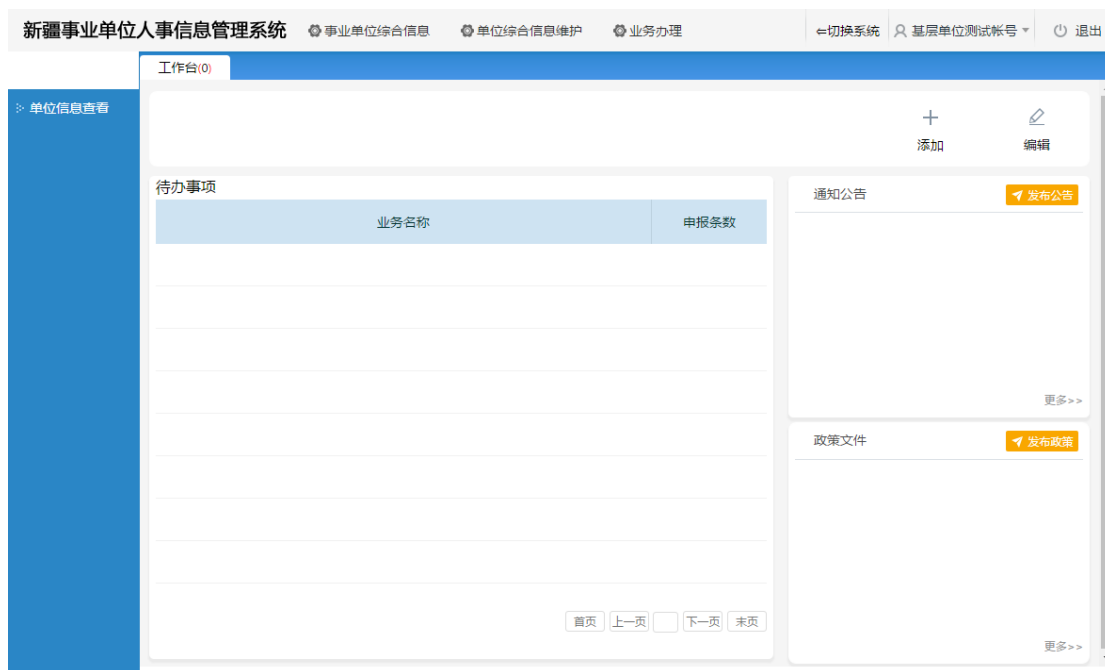 新疆事业单位人事信息管理系统 事业单位综合信息 单位综合信息维护 业务办理 ⇐切换系统 基层单位测试帐号 退出
工作台(0)
单位信息查看
添加 编辑
待办事项
业务名称 申报条数
首页 上一页 下一页 末页
通知公告 发布公告
更多>>
政策文件 发布政策
更多>>